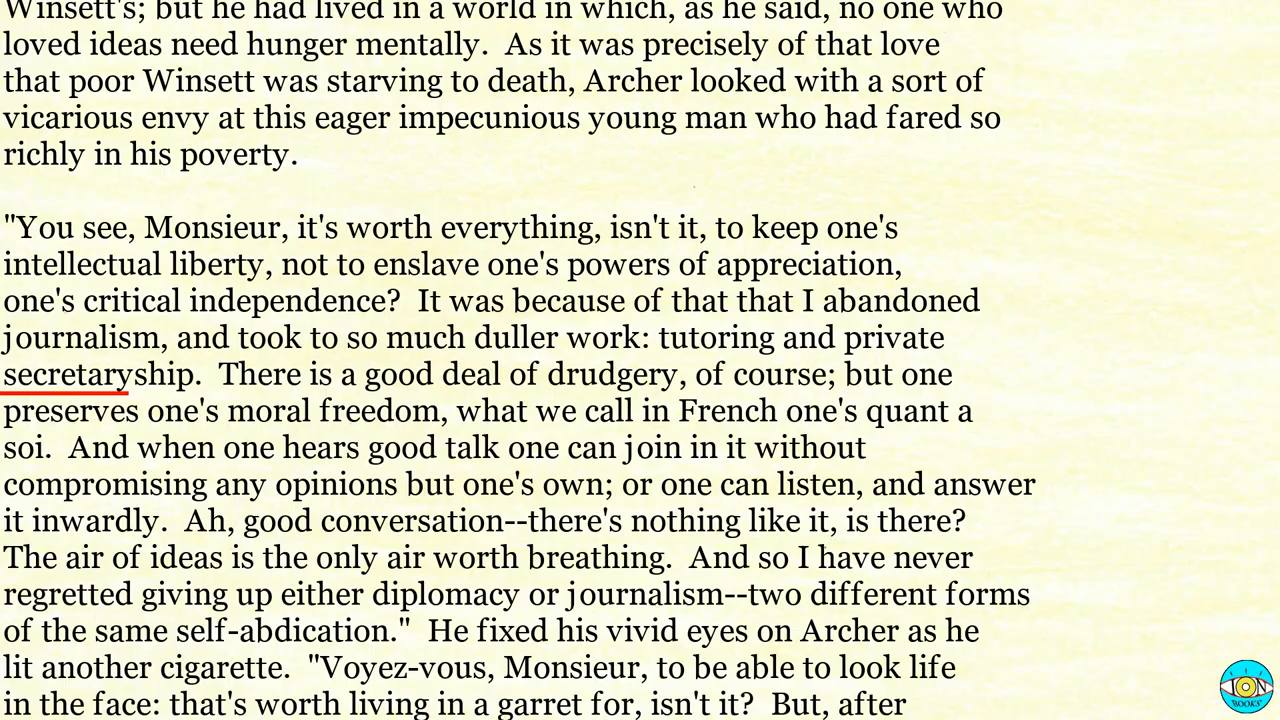 Winsett's; but he had lived in a world in which, as he said, no one who
loved ideas need hunger mentally.  As it was precisely of that love
that poor Winsett was starving to death, Archer looked with a sort of
vicarious envy at this eager impecunious young man who had fared so
richly in his poverty.

"You see, Monsieur, it's worth everything, isn't it, to keep one's
intellectual liberty, not to enslave one's powers of appreciation,
one's critical independence?  It was because of that that I abandoned
journalism, and took to so much duller work: tutoring and private
secretaryship.  There is a good deal of drudgery, of course; but one
preserves one's moral freedom, what we call in French one's quant a
soi.  And when one hears good talk one can join in it without
compromising any opinions but one's own; or one can listen, and answer
it inwardly.  Ah, good conversation--there's nothing like it, is there?
The air of ideas is the only air worth breathing.  And so I have never
regretted giving up either diplomacy or journalism--two different forms
of the same self-abdication."  He fixed his vivid eyes on Archer as he
lit another cigarette.  "Voyez-vous, Monsieur, to be able to look life
in the face: that's worth living in a garret for, isn't it?  But, after
ION
BOOKS